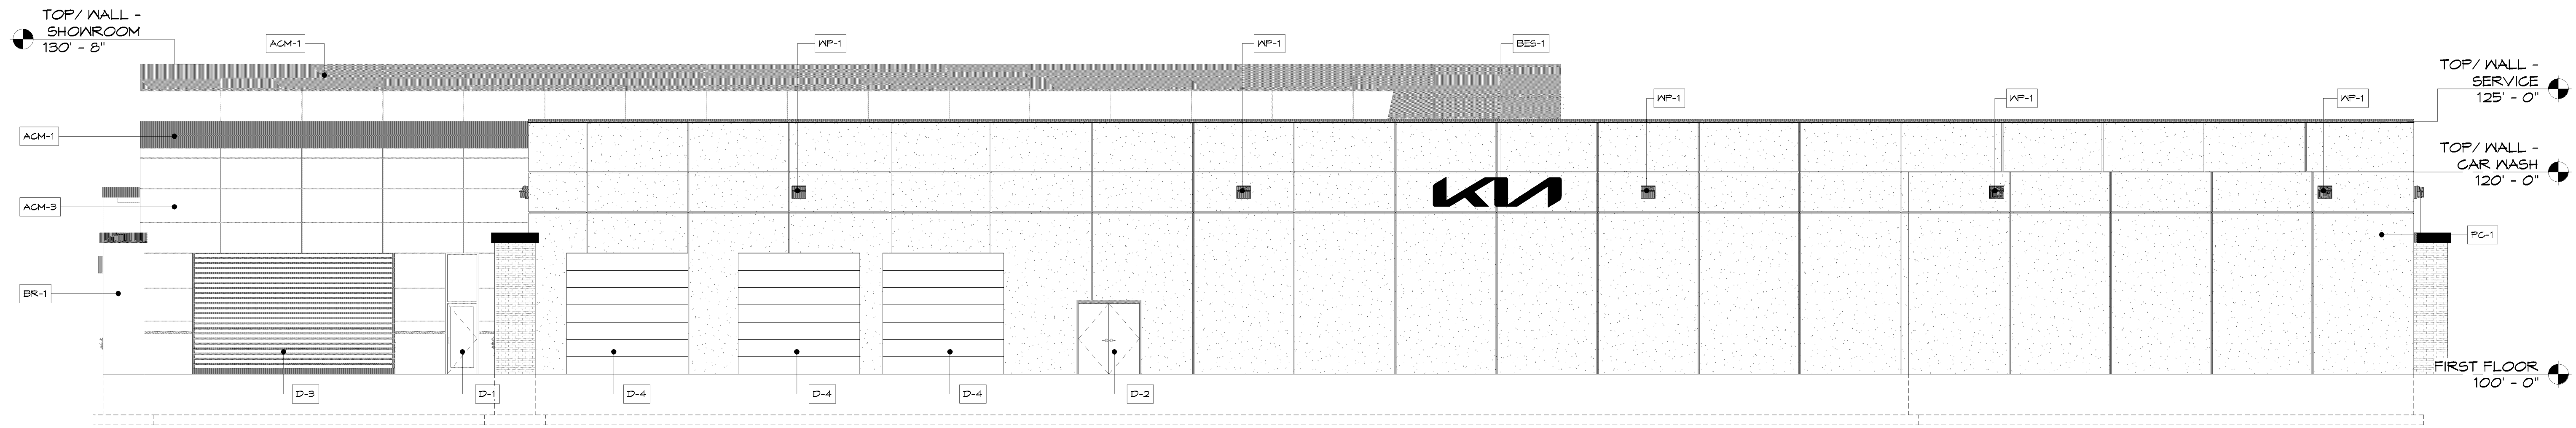 TOP/ WALL -
SHOWROOM
130' - 8"
ACM-1
WP-1
WP-1
BES-1
TOP/ WALL -
SERVICE
125' - 0"
WP-1
WP-1
WP-1
ACM-1
TOP/ WALL -
CAR WASH
120' - 0"
KIA
ACM-3
PC-1
BR-1
FIRST FLOOR
100' - 0"
D-3
D-1
D-4
D-4
D-4
D-2